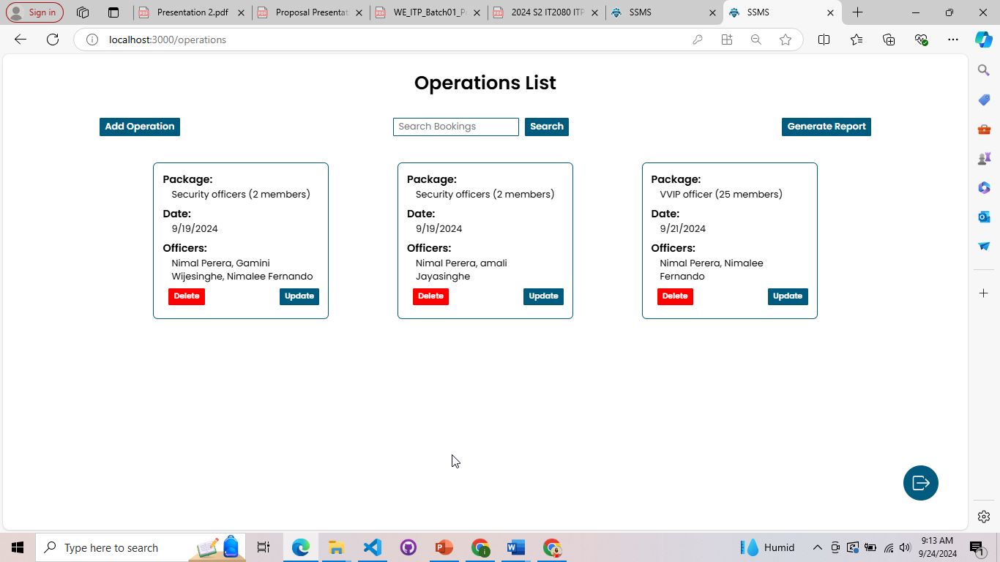 Sign in
Presentation 2.pdf
Proposal Presentat
WE_ITP_Batch01_P
2024 S2 IT2080 ITP
SSMS
SSMS
localhost:3000/operations
Operations List
Add Operation
Search Bookings
Search
Generate Report
Package:
Security officers (2 members)
Date:
9/19/2024
Officers:
Nimal Perera, Gamini
Wijesinghe, Nimalee Fernando
Delete
Update
Package:
Security officers (2 members)
Date:
9/19/2024
Officers:
Nimal Perera, amali
Jayasinghe
Delete
Update
Package:
VVIP officer (25 members)
Date:
9/21/2024
Officers:
Nimal Perera, Nimalee
Fernando
Delete
Update
Type here to search
Humid
9:13 AM
9/24/2024
1